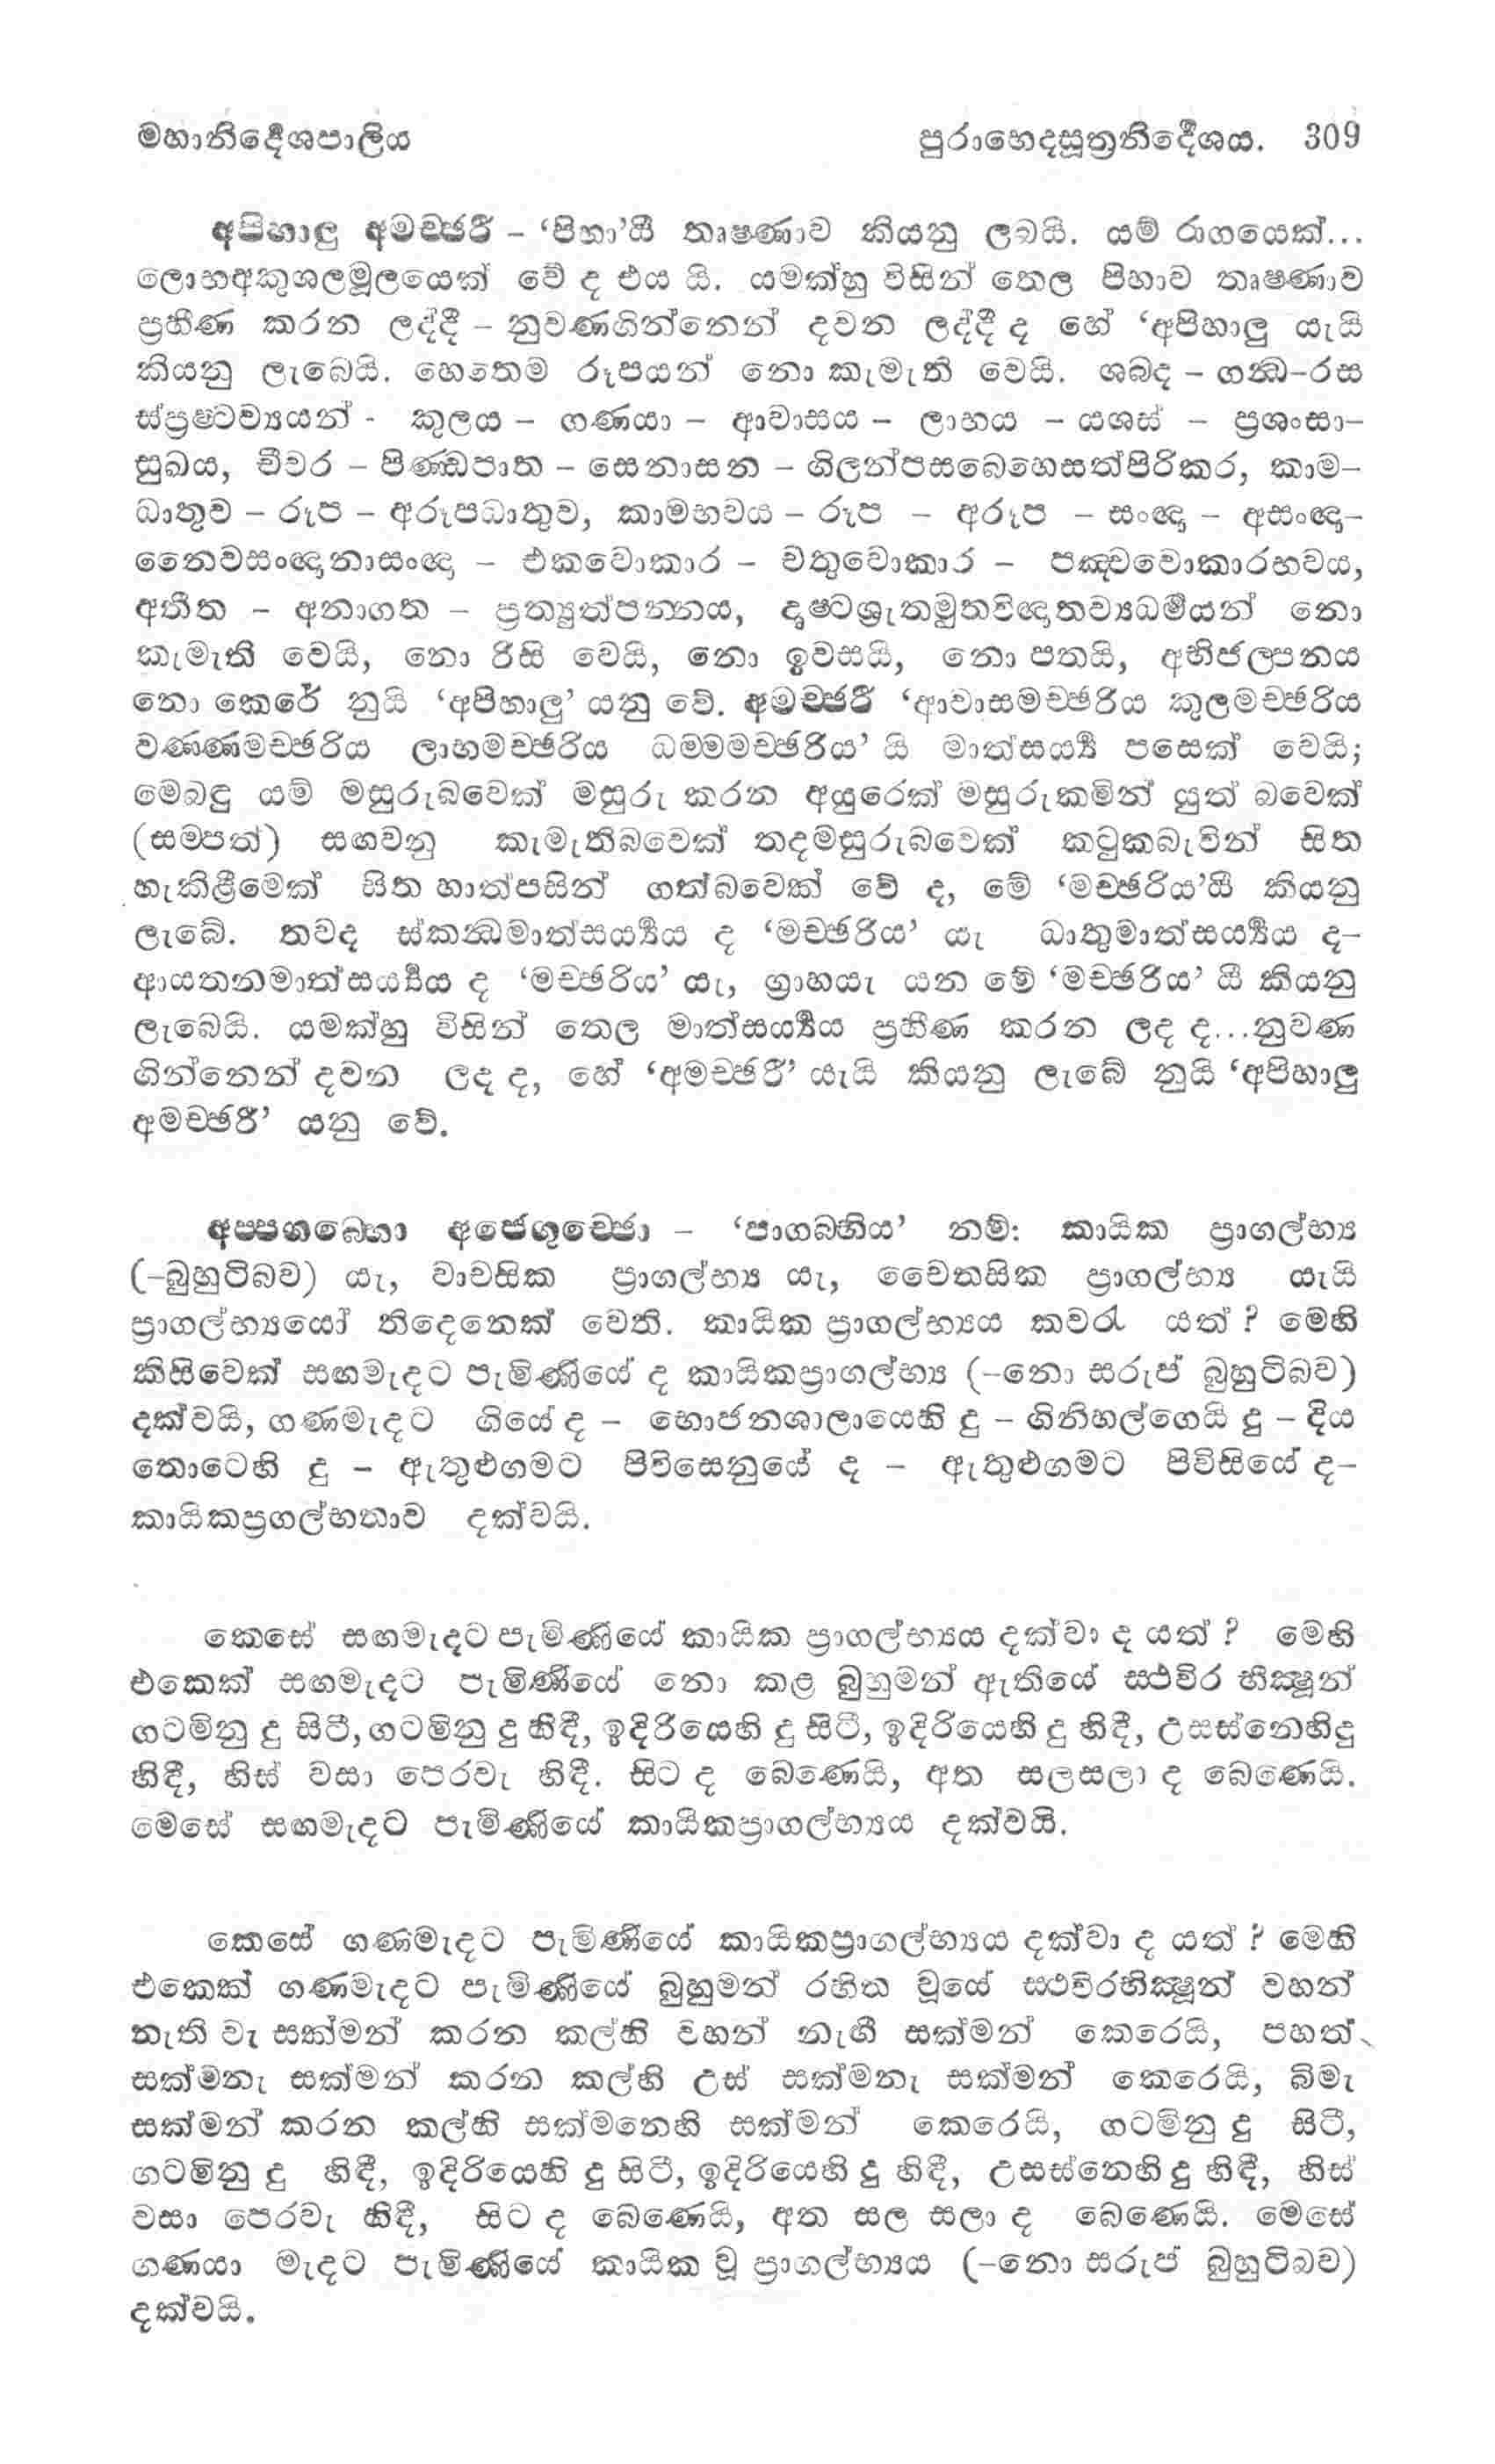 මහානිර්දේශපාලිය පුරාභෙදසූත්‍රනිර්දේශය. 309
අපිහාලු අමච්ඡරී – ‘පිහා’යී තෘෂ්ණාව කියනු ලබයි. යම් රාගයෙක්...
ලොභඅකුශලමූලයෙක් වේ ද එය යි. යමක්හු විසින් තෙල පිහාව තෘෂ්ණාව
ප්‍රහීණ කරන ලද්දී – නුවණගින්නෙන් දවන ලද්දී ද හේ ‘අපිහාලු යැයි
කියනු ලැබෙයි. හෙතෙම රූපයන් නො කැමැති වෙයි. ශබ්ද – ගන්ධ–රස
ස්ප්‍රෂ්ටව්‍යයන් - කුලය – ගණයා – ආවාසය – ලාභය – යශස් – ප්‍රශංසා–
සුඛය, චීවර – පිණ්ඩපාත – සෙනාසන – ගිලන්පසබෙහෙසත්පිරිකර, කාම–
ධාතුව – රූප – අරූපධාතුව, කාමභවය – රූප – අරූප – සංඥා – අසංඥා–
නෛවසංඥානාසංඥා – එකවොකාර – චතුවොකාර – පඤ්චවොකාරභවය,
අතීත – අනාගත – ප්‍රත්‍යුත්පන්නය, දෘෂ්ටශ්‍රැතමුතවිඥාතව්‍යධර්මයන් නො
කැමැති වෙයි, නො රිසි වෙයි, නො ඉවසයි, නො පතයි, අභිජල්පනය
නො කෙරේ නුයි ‘අපිහාලු’ යනු වේ. අමච්ඡරී ‘ආවාසමච්ඡරිය කුලමච්ඡරිය
වණ්ණමච්ඡරිය ලාභමච්ඡරිය ධම්මමච්ඡරිය’ යි මාත්සර්‍ය්‍ය පසෙක් වෙයි;
මෙබඳු යම් මසුරුබවෙක් මසුරු කරන අයුරෙක් මසුරුකමින් යුත් බවෙක්
(සම්පත්) සඟවනු කැමැතිබවෙක් තදමසුරුබවෙක් කටුකබැවින් සිත
හැකිළීමෙක් සිත හාත්පසින් ගත්බවෙක් වේ ද, මේ ‘මච්ඡරිය’යී කියනු
ලැබේ. තවද ස්කන්ධමාත්සර්‍ය්‍යය ද ‘මච්ඡරිය’ යැ ධාතුමාත්සර්‍ය්‍යය ද–
ආයතනමාත්සර්‍ය්‍යය ද ‘මච්ඡරිය’ යැ, ග්‍රාහයැ යන මේ ‘මච්ඡරිය’ යී කියනු
ලැබෙයි. යමක්හු විසින් තෙල මාත්සර්‍ය්‍යය ප්‍රහීණ කරන ලද ද...නුවණ
ගින්නෙන් දවන ලද ද, හේ ‘අමච්ඡරී’ යැයි කියනු ලැබේ නුයි ‘අපිහාලු
අමච්ඡරී’ යනු වේ.
අප්පගබ්භො අජෙගුච්ඡො – ‘පාගබ්භිය’ නම්: කායික ප්‍රාගල්භ්‍ය
(–බුහුටිබව) යැ, වාචසික ප්‍රාගල්භ්‍ය යැ, චෛතසික ප්‍රාගල්භ්‍ය යැයි
ප්‍රාගල්භ්‍යයෝ තිදෙනෙක් වෙති. කායික ප්‍රාගල්භ්‍යය කවරැ යත් ? මෙහි
කිසිවෙක් සඟමැදට පැමිණියේ ද කායිකප්‍රාගල්භ්‍ය (–නො සරුප් බුහුටිබව)
දක්වයි, ගණමැදට ගියේ ද – භොජනශාලායෙහි දු – ගිනිහල්ගෙයි දු – දිය
තොටෙහි දු – ඇතුළුගමට පිවිසෙනුයේ ද – ඇතුළුගමට පිවිසියේ ද–
කායිකප්‍රගල්භතාව දක්වයි.
කෙසේ සඟමැදට පැමිණියේ කායික ප්‍රාගල්භ්‍යය දක්වා ද යත් ? මෙහි
එකෙක් සඟමැදට පැමිණියේ නො කළ බුහුමන් ඇතියේ ස්ථවිර භික්ෂූන්
ගටමිනු දු සිටී, ගටමිනු දු හිඳී, ඉදිරියෙහි දු සිටී, ඉදිරියෙහි දු හිඳී, උසස්නෙහිදු
හිඳී, හිස් වසා පෙරවැ හිඳී. සිට ද බෙණෙයි, අත සලසලා ද බෙණෙයි.
මෙසේ සඟමැදට පැමිණියේ කායිකප්‍රාගල්භ්‍යය දක්වයි.
කෙසේ ගණමැදට පැමිණියේ කායිකප්‍රාගල්භ්‍යය දක්වා ද යත් ? මෙහි
එකෙක් ගණමැදට පැමිණියේ බුහුමන් රහිත වූයේ ස්ථවිරභික්ෂූන් වහන්
නැති වැ සක්මන් කරන කල්හි වහන් නැඟී සක්මන් කෙරෙයි, පහත්
සක්මනැ සක්මන් කරන කල්හි උස් සක්මනැ සක්මන් කෙරෙයි, බිමැ
සක්මන් කරන කල්හි සක්මනෙහි සක්මන් කෙරෙයි, ගටමිනු දු සිටී,
ගටමිනු දු හිඳී, ඉදිරියෙහි දු සිටී, ඉදිරියෙහි දු හිඳී, උසස්නෙහි දු හිඳී, හිස්
වසා පෙරවැ හිඳී, සිට ද බෙණෙයි, අත සල සලා ද බෙණෙයි. මෙසේ
ගණයා මැදට පැමිණියේ කායික වූ ප්‍රාගල්භ්‍යය (–නො සරුප් බුහුටිබව)
දක්වයි.